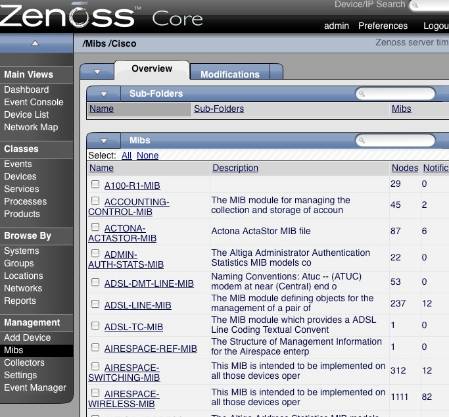 Zenoss Core
Device/IP Search
admin Preferences Logou
/Mibs /Cisco
Zenoss server tim
Overview
Modifications
Main Views
Dashboard
Event Console
Device List
Network Map
Classes
Events
Devices
Services
Processes
Products
Browse By
Systems
Groups
Locations
Networks
Reports
Management
Add Device
Mibs
Collectors
Settings
Event Manager
Sub-Folders
Name Sub-Folders Mibs
Mibs
Select: All None
Name Description Nodes Notific
A100-R1-MIB 29 0
ACCOUNTING-CONTROL-MIB The MIB module for managing the collection and storage of accoun 45 2
ACTONA-ACTASTOR-MIB Actona ActaStor MIB file 87 6
ADMIN-AUTH-STATS-MIB The Altiga Administrator Authentication Statistics MIB models co 22 0
ADSL-DMT-LINE-MIB Naming Conventions: Atuc -- (ATUC) modem at near (Central) end o 53 0
ADSL-LINE-MIB The MIB module defining objects for the management of a pair of 237 12
ADSL-TC-MIB The MIB module which provides a ADSL Line Coding Textual Convent 1 0
AIRESPACE-REF-MIB The Structure of Management Information for the Airespace enterp 1 0
AIRESPACE-SWITCHING-MIB This MIB is intended to be implemented on all those devices oper 312 12
AIRESPACE-WIRELESS-MIB This MIB is intended to be implemented on all those devices oper 1111 82